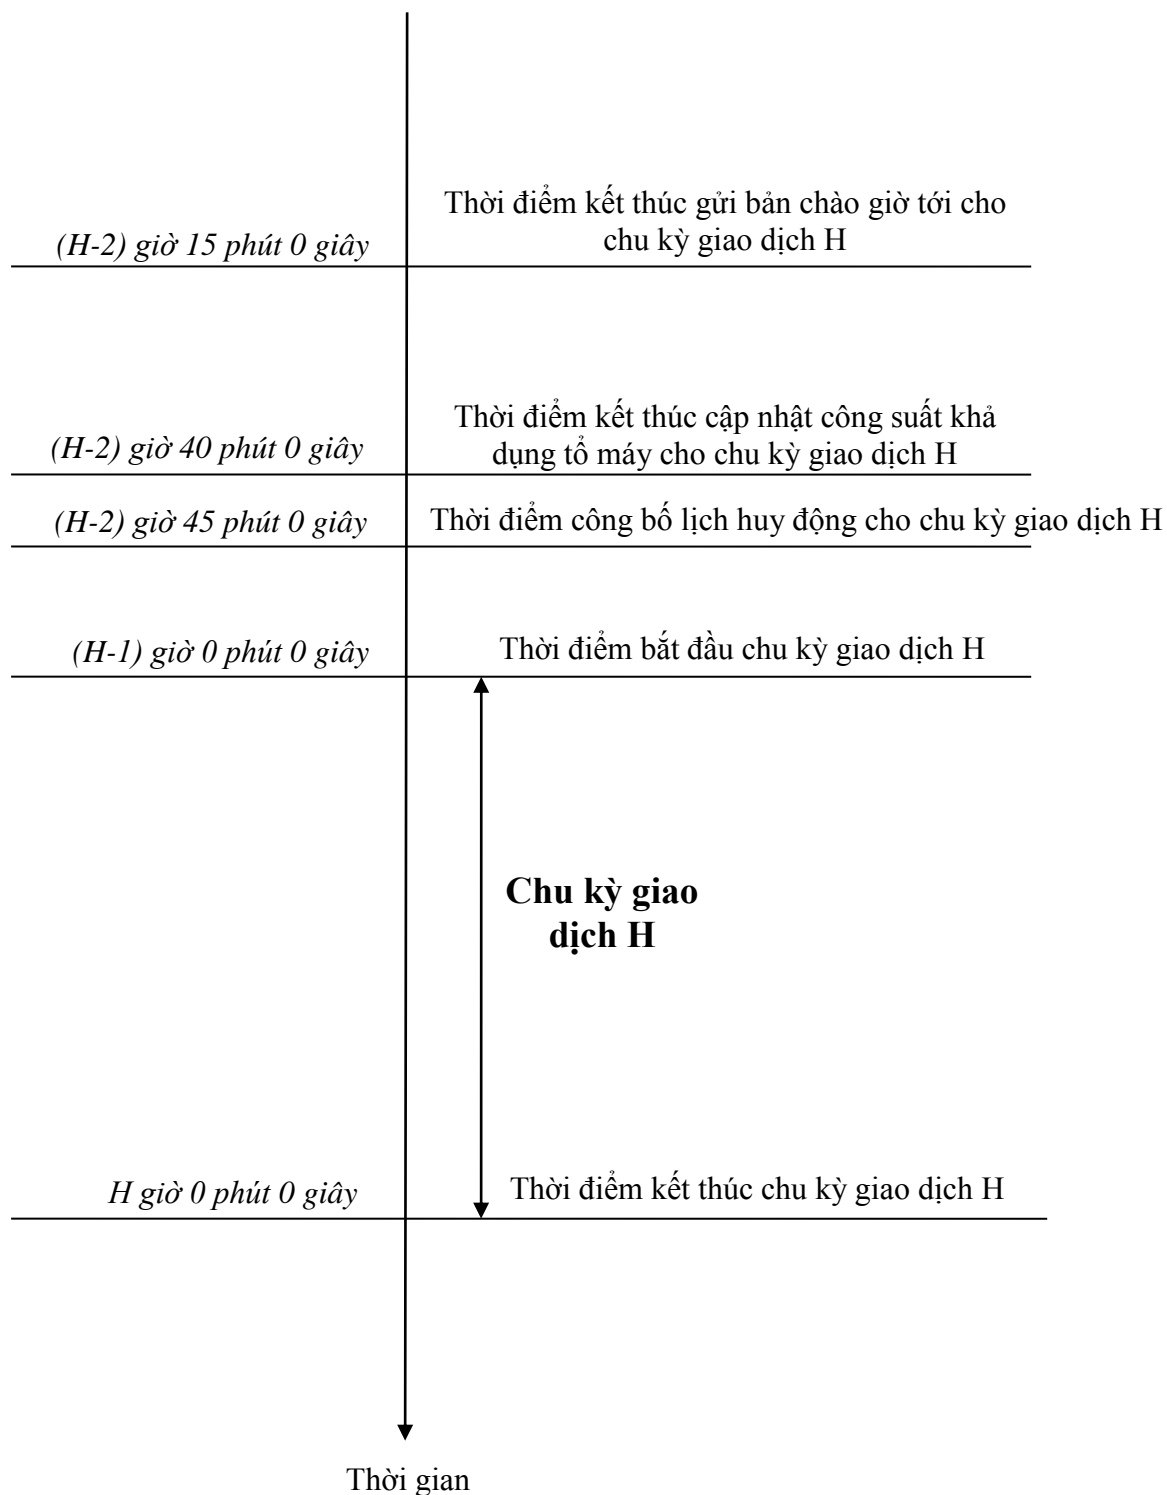 Thời điểm kết thúc gửi bản chào giờ tới cho
chu kỳ giao dịch H
(H-2) giờ 15 phút 0 giây
Thời điểm kết thúc cập nhật công suất khả
dụng tổ máy cho chu kỳ giao dịch H
(H-2) giờ 40 phút 0 giây
(H-2) giờ 45 phút 0 giây
Thời điểm công bố lịch huy động cho chu kỳ giao dịch H
(H-1) giờ 0 phút 0 giây
Thời điểm bắt đầu chu kỳ giao dịch H
Chu kỳ giao
dịch H
H giờ 0 phút 0 giây
Thời điểm kết thúc chu kỳ giao dịch H
Thời gian